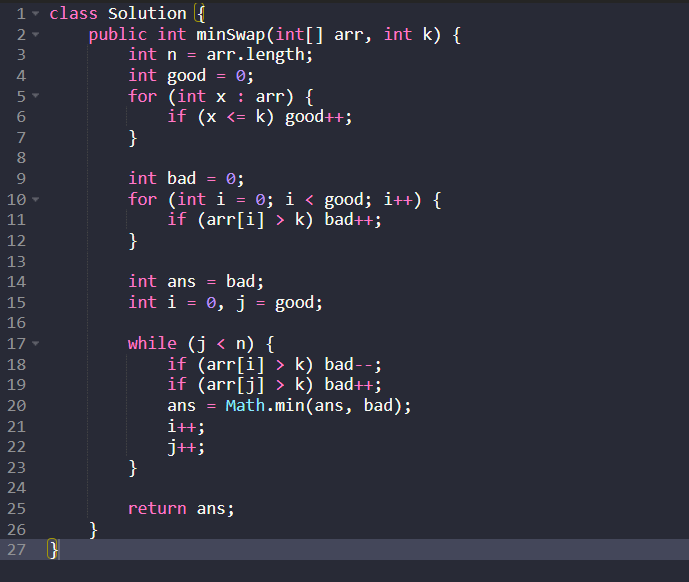 1 class Solution {
2     public int minSwap(int[] arr, int k) {
3         int n = arr.length;
4         int good = 0;
5         for (int x : arr) {
6             if (x <= k) good++;
7         }
8
9         int bad = 0;
10         for (int i = 0; i < good; i++) {
11             if (arr[i] > k) bad++;
12         }
13
14         int ans = bad;
15         int i = 0, j = good;
16
17         while (j < n) {
18             if (arr[i] > k) bad--;
19             if (arr[j] > k) bad++;
20             ans = Math.min(ans, bad);
21             i++;
22             j++;
23         }
24
25         return ans;
26     }
27 }